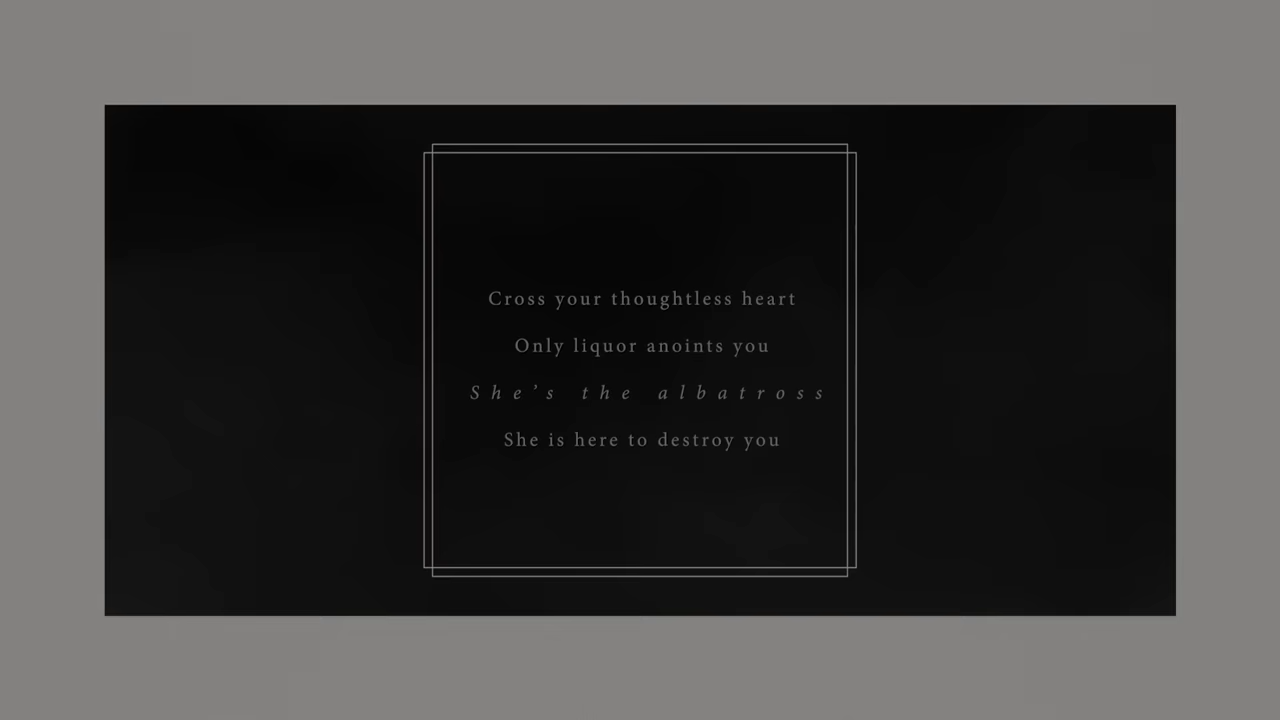 Cross your thoughtless heart
Only liquor anoints you
She’s the albatross
She is here to destroy you